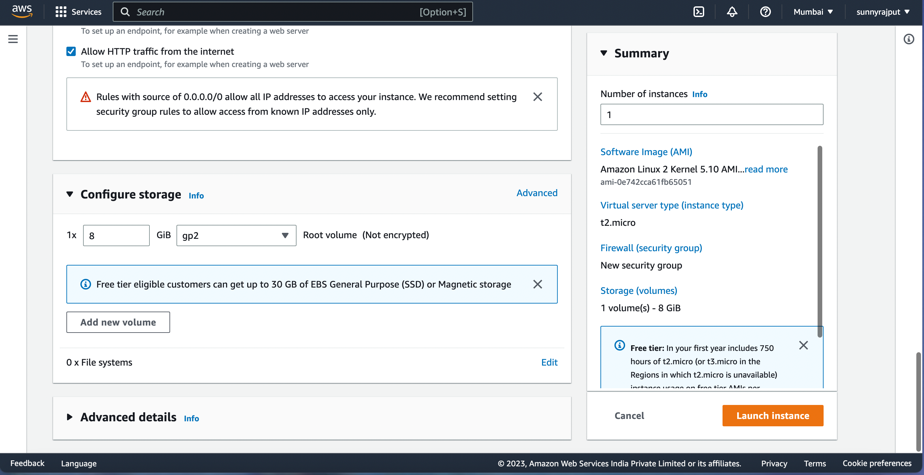 aws
Services
Search
[Option+S]
Mumbai
sunnyrajput
To set up an endpoint, for example when creating a web server
Allow HTTP traffic from the internet
To set up an endpoint, for example when creating a web server
Rules with source of 0.0.0.0/0 allow all IP addresses to access your instance. We recommend setting
security group rules to allow access from known IP addresses only.
Configure storage Info
Advanced
1x 8 GiB gp2 Root volume (Not encrypted)
Free tier eligible customers can get up to 30 GB of EBS General Purpose (SSD) or Magnetic storage
Add new volume
0 x File systems
Edit
Advanced details Info
Summary
Number of instances Info
1
Software Image (AMI)
Amazon Linux 2 Kernel 5.10 AMI...read more
ami-0e742cca61fb65051
Virtual server type (instance type)
t2.micro
Firewall (security group)
New security group
Storage (volumes)
1 volume(s) - 8 GiB
Free tier: In your first year includes 750
hours of t2.micro (or t3.micro in the
Regions in which t2.micro is unavailable)
instance usage on free tier AMIs per
Cancel
Launch instance
Feedback
Language
© 2023, Amazon Web Services India Private Limited or its affiliates.
Privacy
Terms
Cookie preferences